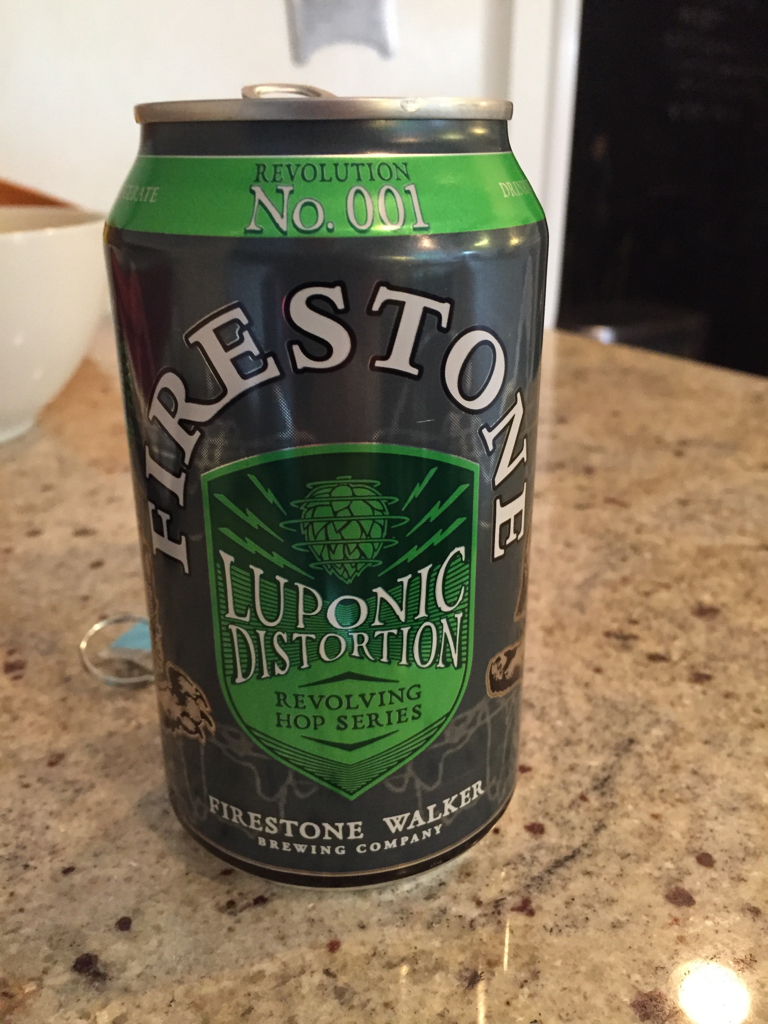 REVOLUTION
No. 001
FIRESTONE
LUPONIC
DISTORTION
REVOLVING
HOP SERIES
FIRESTONE WALKER
BREWING COMPANY